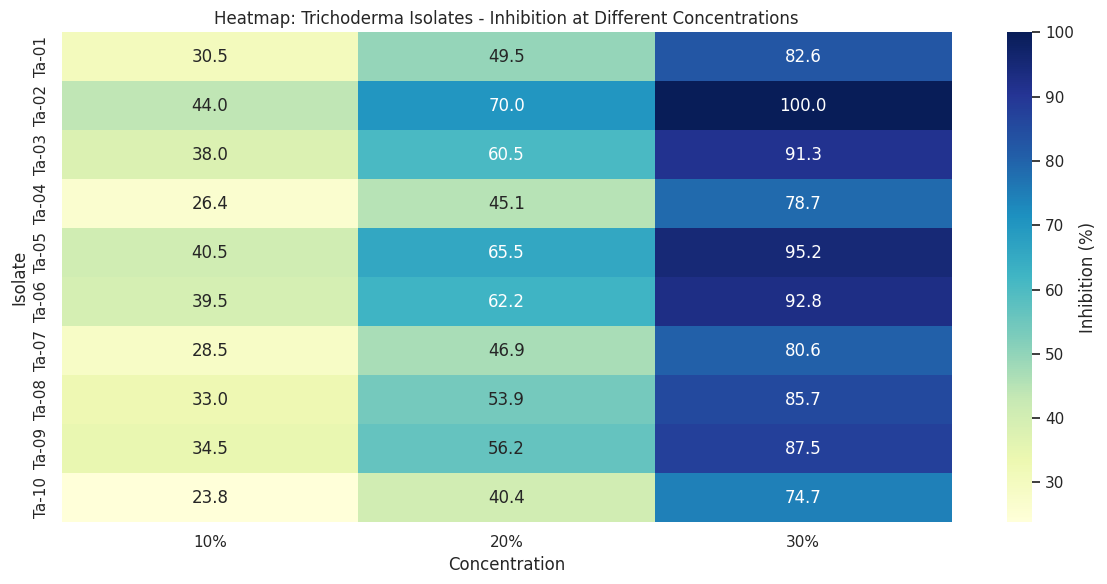 Heatmap: Trichoderma Isolates - Inhibition at Different Concentrations
Isolate
Ta-01 30.5 49.5 82.6
Ta-02 44.0 70.0 100.0
Ta-03 38.0 60.5 91.3
Ta-04 26.4 45.1 78.7
Ta-05 40.5 65.5 95.2
Ta-06 39.5 62.2 92.8
Ta-07 28.5 46.9 80.6
Ta-08 33.0 53.9 85.7
Ta-09 34.5 56.2 87.5
Ta-10 23.8 40.4 74.7
10% 20% 30%
Concentration
100
90
80
70
60
50
40
30
Inhibition (%)